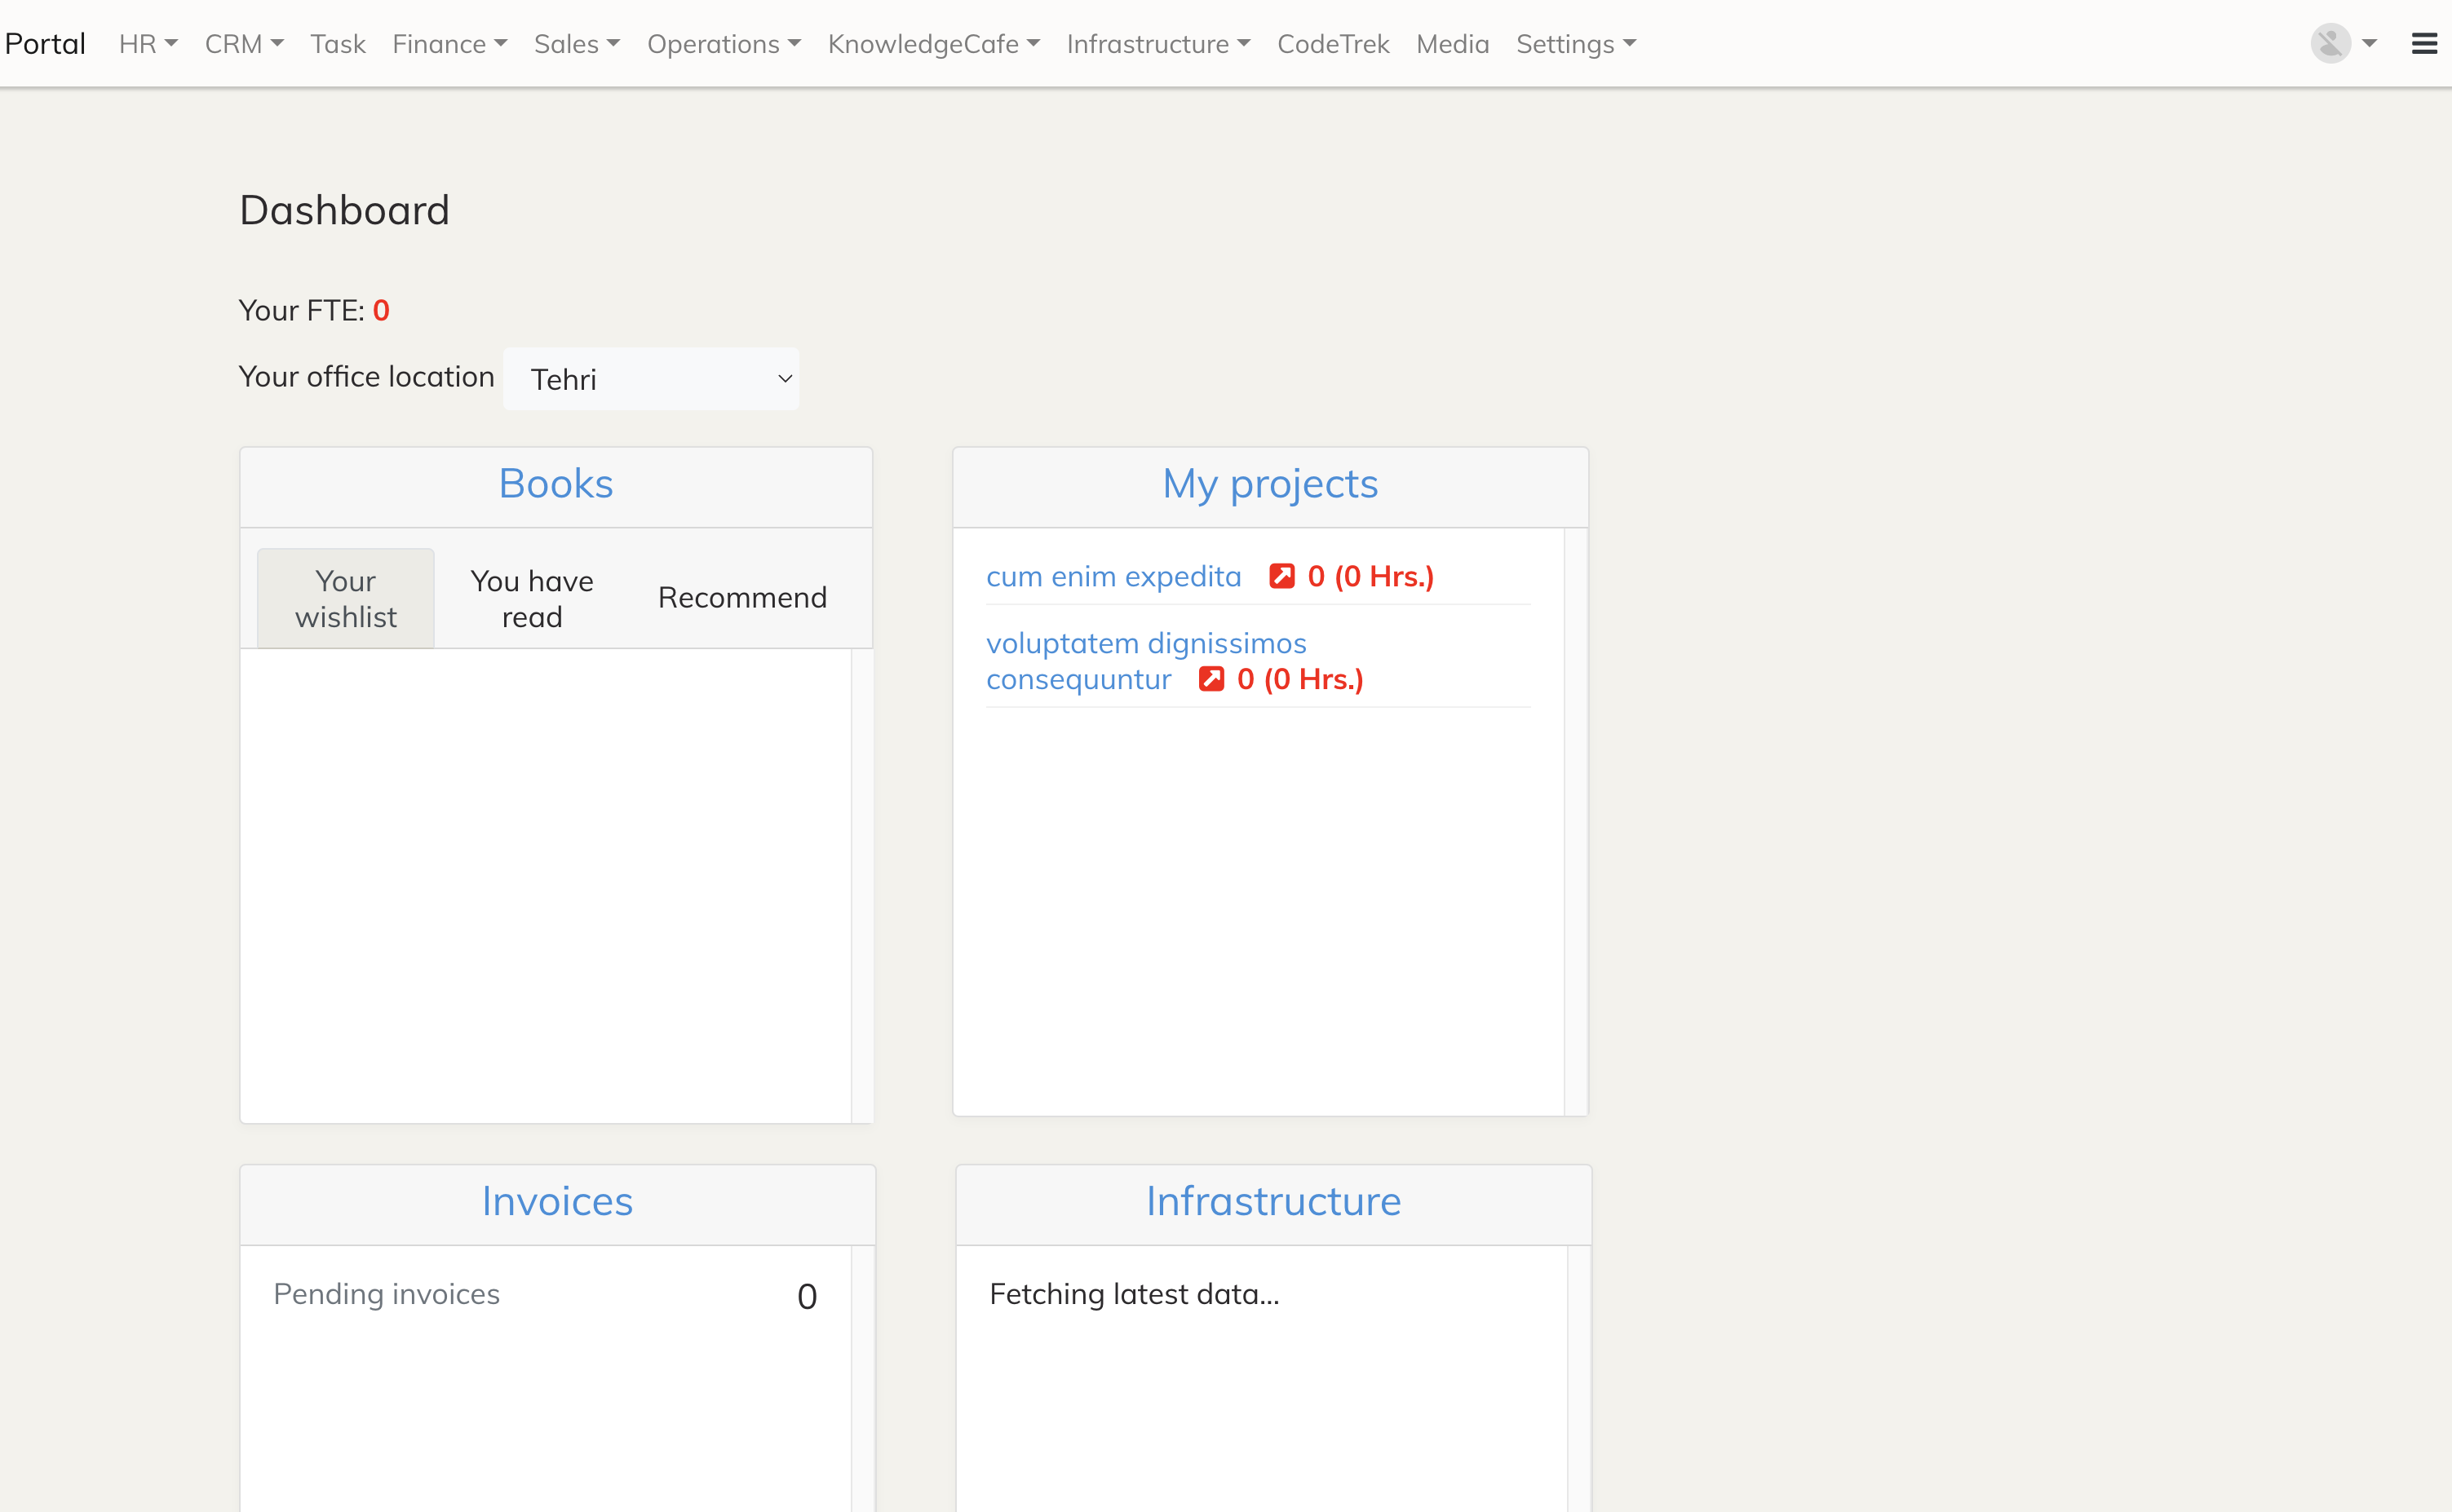 Portal HR CRM Task Finance Sales Operations KnowledgeCafe Infrastructure CodeTrek Media Settings
Dashboard
Your FTE: 0
Your office location Tehri
Books
Your
wishlist
You have
read
Recommend
My projects
cum enim expedita 0 (0 Hrs.)
voluptatem dignissimos
consequuntur 0 (0 Hrs.)
Invoices
Pending invoices 0
Infrastructure
Fetching latest data...